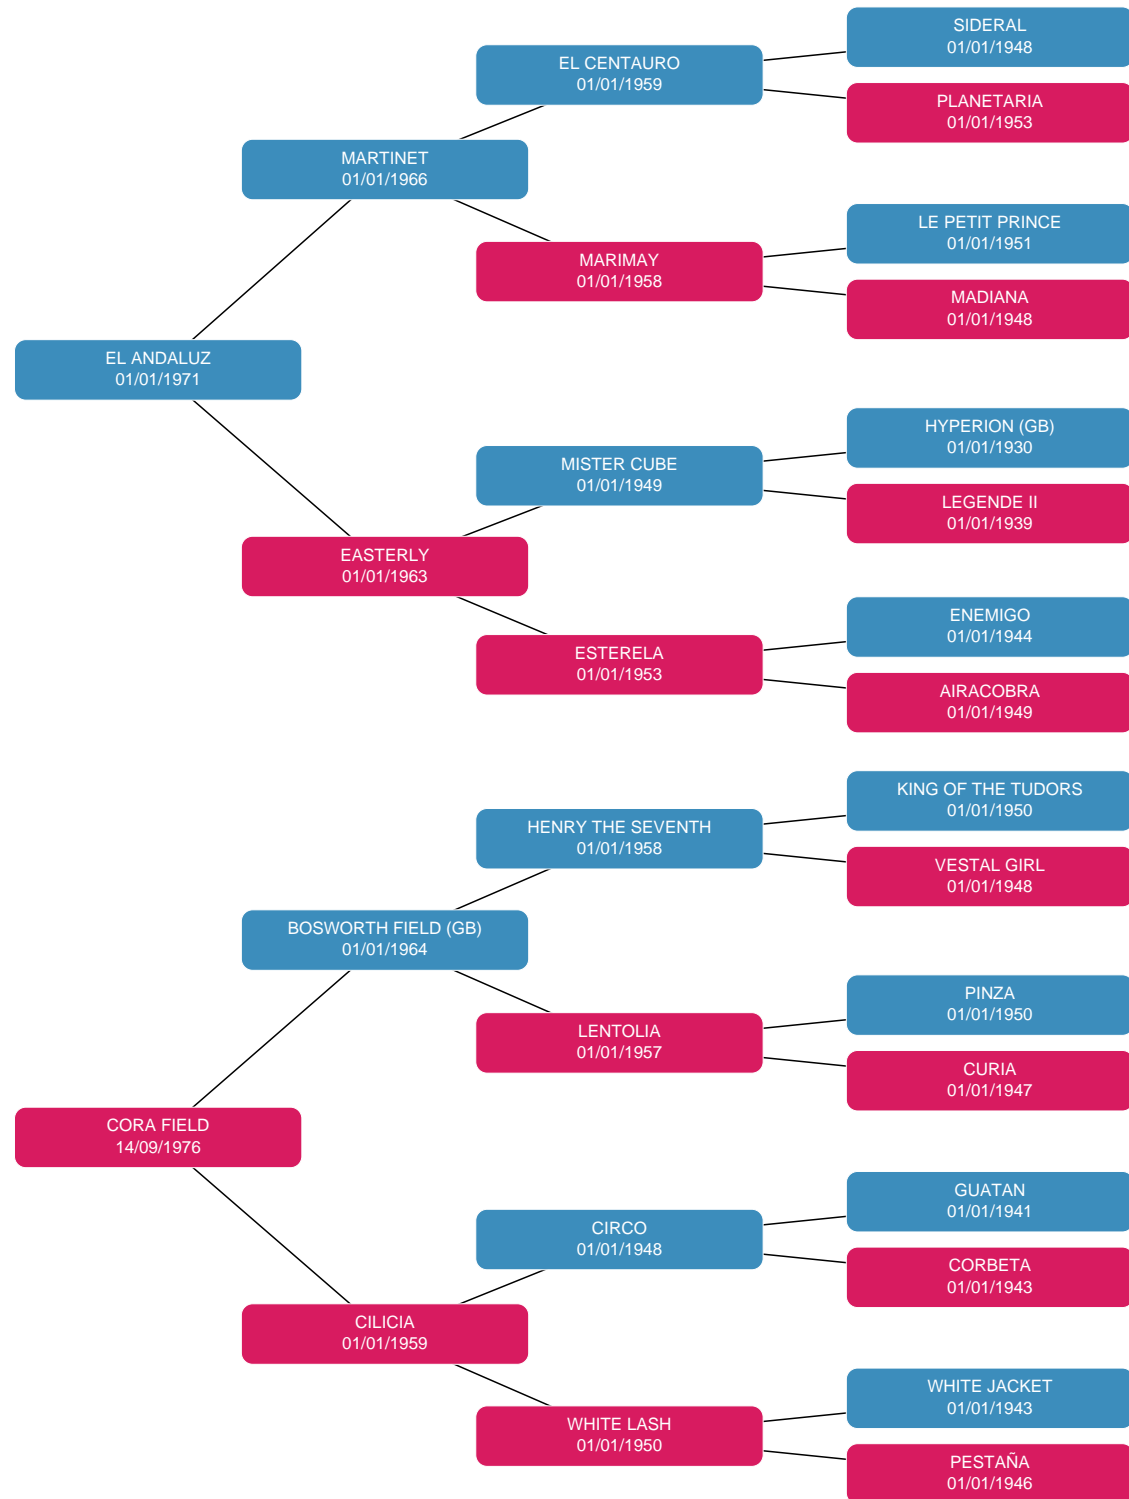 SIDERAL
01/01/1948
EL CENTAURO
01/01/1959
PLANETARIA
01/01/1953
MARTINET
01/01/1966
LE PETIT PRINCE
01/01/1951
MARIMAY
01/01/1958
MADIANA
01/01/1948
EL ANDALUZ
01/01/1971
HYPERION (GB)
01/01/1930
MISTER CUBE
01/01/1949
LEGENDE II
01/01/1939
EASTERLY
01/01/1963
ENEMIGO
01/01/1944
ESTERELA
01/01/1953
AIRACOBRA
01/01/1949
KING OF THE TUDORS
01/01/1950
HENRY THE SEVENTH
01/01/1958
VESTAL GIRL
01/01/1948
BOSWORTH FIELD (GB)
01/01/1964
PINZA
01/01/1950
LENTOLIA
01/01/1957
CURIA
01/01/1947
CORA FIELD
14/09/1976
GUATAN
01/01/1941
CIRCO
01/01/1948
CORBETA
01/01/1943
CILICIA
01/01/1959
WHITE JACKET
01/01/1943
WHITE LASH
01/01/1950
PESTAÑA
01/01/1946